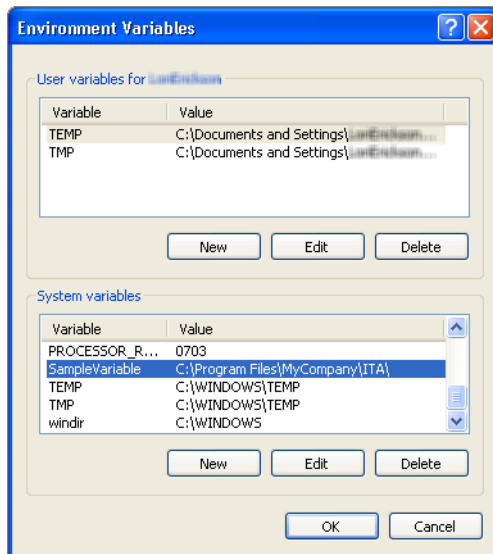 Environment Variables
User variables for
Variable Value
TEMP C:\Documents and Settings\
TMP C:\Documents and Settings\
New Edit Delete
System variables
Variable Value
PROCESSOR_R... 0703
SampleVariable C:\Program Files\MyCompany\ITA\
TEMP C:\WINDOWS\TEMP
TMP C:\WINDOWS\TEMP
windir C:\WINDOWS
New Edit Delete
OK Cancel